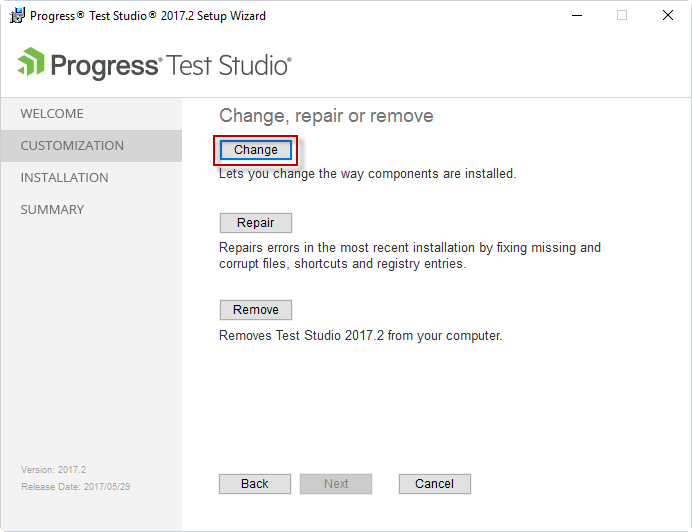 Progress® Test Studio® 2017.2 Setup Wizard
Progress® Test Studio®
WELCOME
CUSTOMIZATION
INSTALLATION
SUMMARY
Change, repair or remove
Change
Lets you change the way components are installed.
Repair
Repairs errors in the most recent installation by fixing missing and
corrupt files, shortcuts and registry entries.
Remove
Removes Test Studio 2017.2 from your computer.
Version: 2017.2
Release Date: 2017/05/29
Back
Next
Cancel